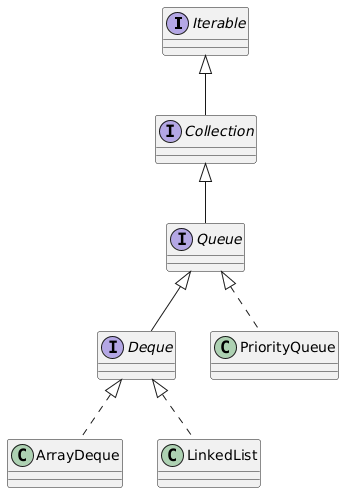 I Iterable
I Collection
I Queue
I Deque
C PriorityQueue
C ArrayDeque
C LinkedList